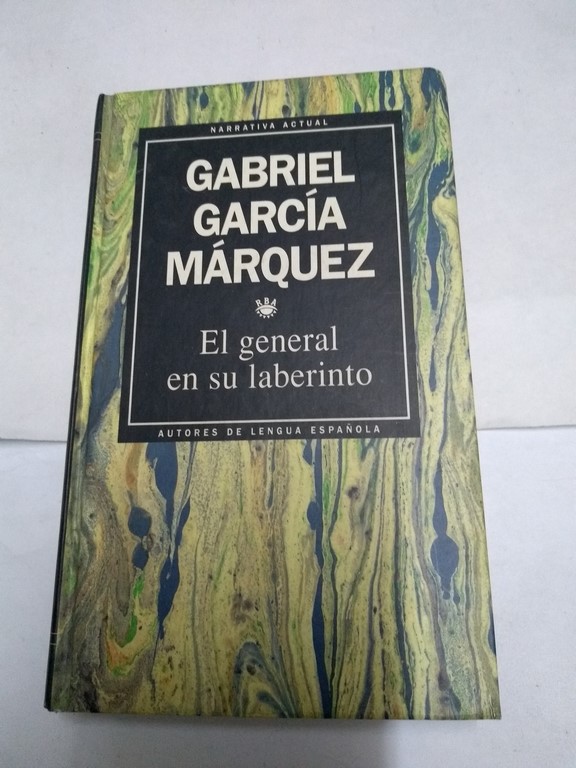 NARRATIVA ACTUAL
GABRIEL
GARCÍA
MÁRQUEZ
RBA
El general
en su laberinto
AUTORES DE LENGUA ESPAÑOLA